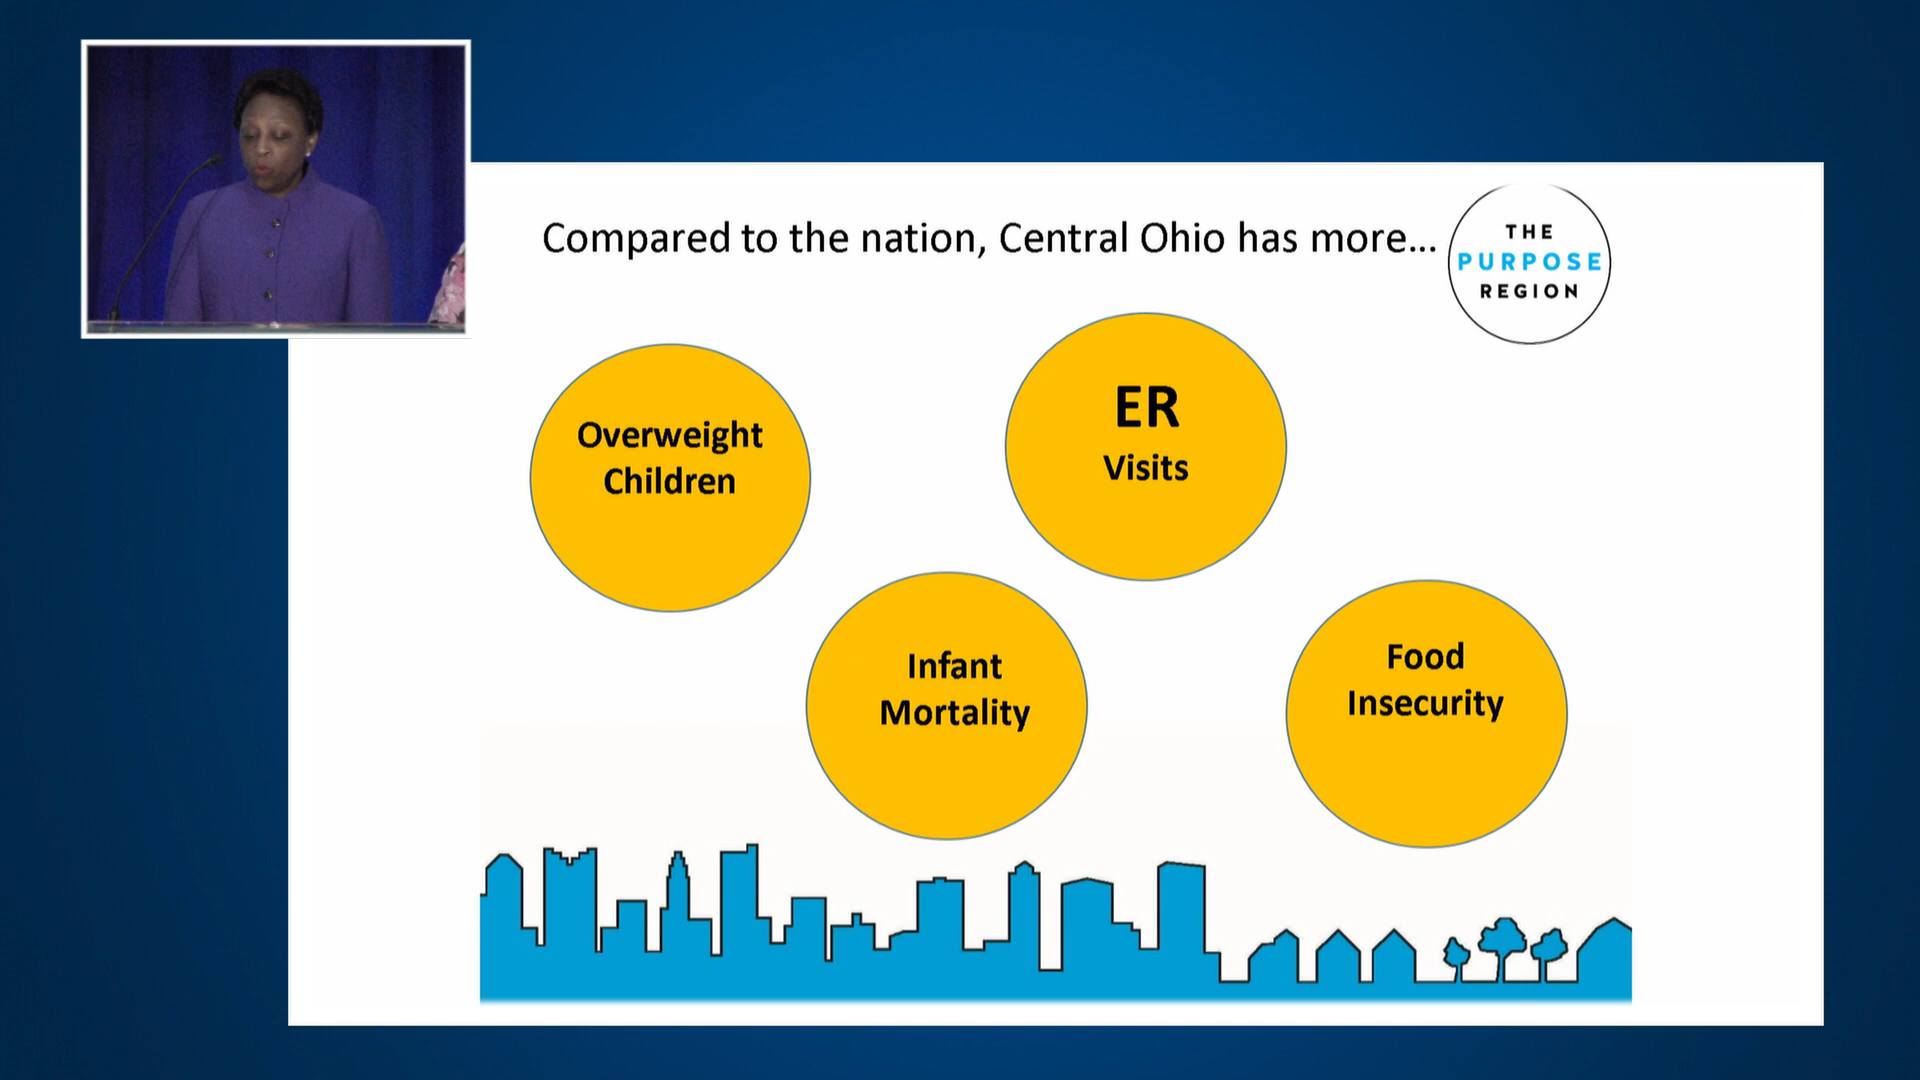 Compared to the nation, Central Ohio has more...
THE
PURPOSE
REGION
Overweight
Children
ER
Visits
Infant
Mortality
Food
Insecurity